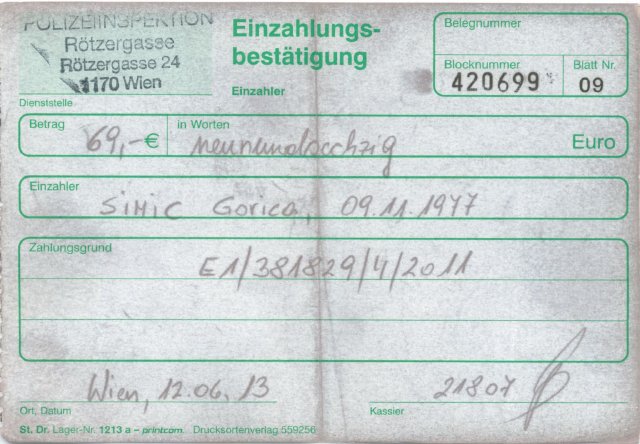 POLIZEIINSPEKTION
Rötzergasse
Rötzergasse 24
1170 Wien
Dienststelle
Einzahlungs-
bestätigung
Einzahler
Belegnummer
Blocknummer
420699
Blatt Nr.
09
Betrag
69,- €
in Worten
neunundsechzig
Euro
Einzahler
SIMIC Gorica, 09.11.1977
Zahlungsgrund
E1/381829/4/2011
Wien, 12.06.13
Ort, Datum
21807
Kassier
St. Dr. Lager-Nr. 1213 a – printcom. Drucksortenverlag 559256